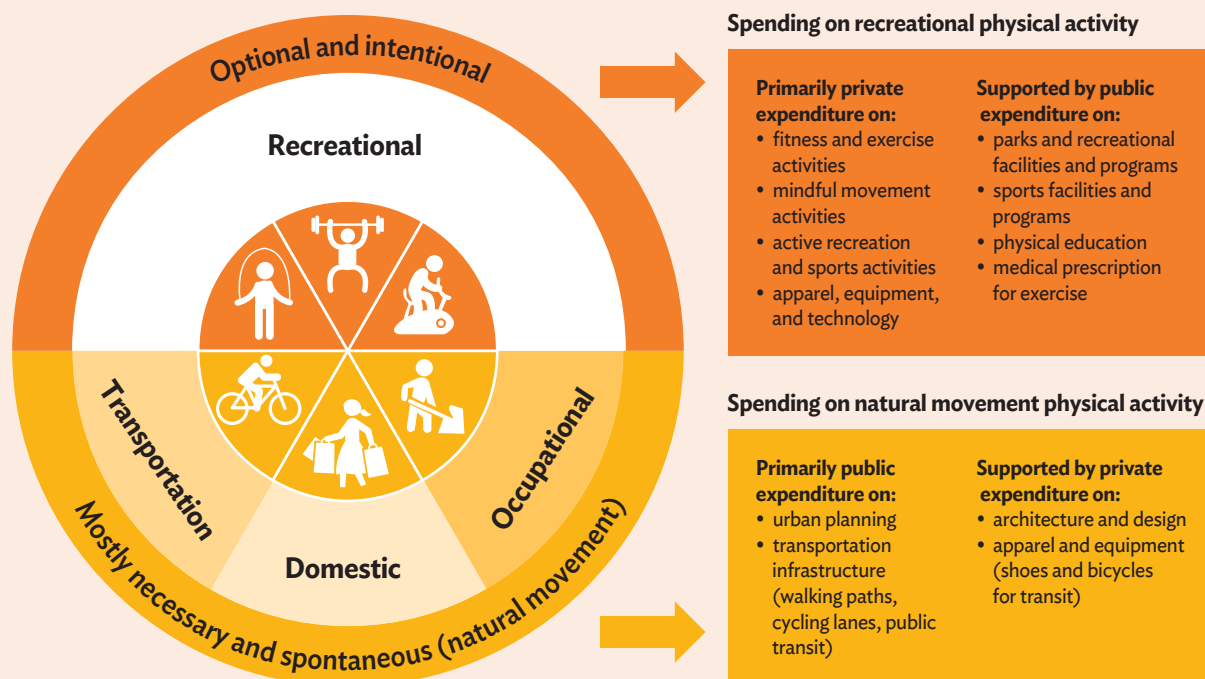 Optional and intentional
Recreational
Transportation
Domestic
Occupational
Mostly necessary and spontaneous (natural movement)
Spending on recreational physical activity
Primarily private
expenditure on:
• fitness and exercise
activities
• mindful movement
activities
• active recreation
and sports activities
• apparel, equipment,
and technology
Supported by public
expenditure on:
• parks and recreational
facilities and programs
• sports facilities and
programs
• physical education
• medical prescription
for exercise
Spending on natural movement physical activity
Primarily public
expenditure on:
• urban planning
• transportation
infrastructure
(walking paths,
cycling lanes, public
transit)
Supported by private
expenditure on:
• architecture and design
• apparel and equipment
(shoes and bicycles
for transit)